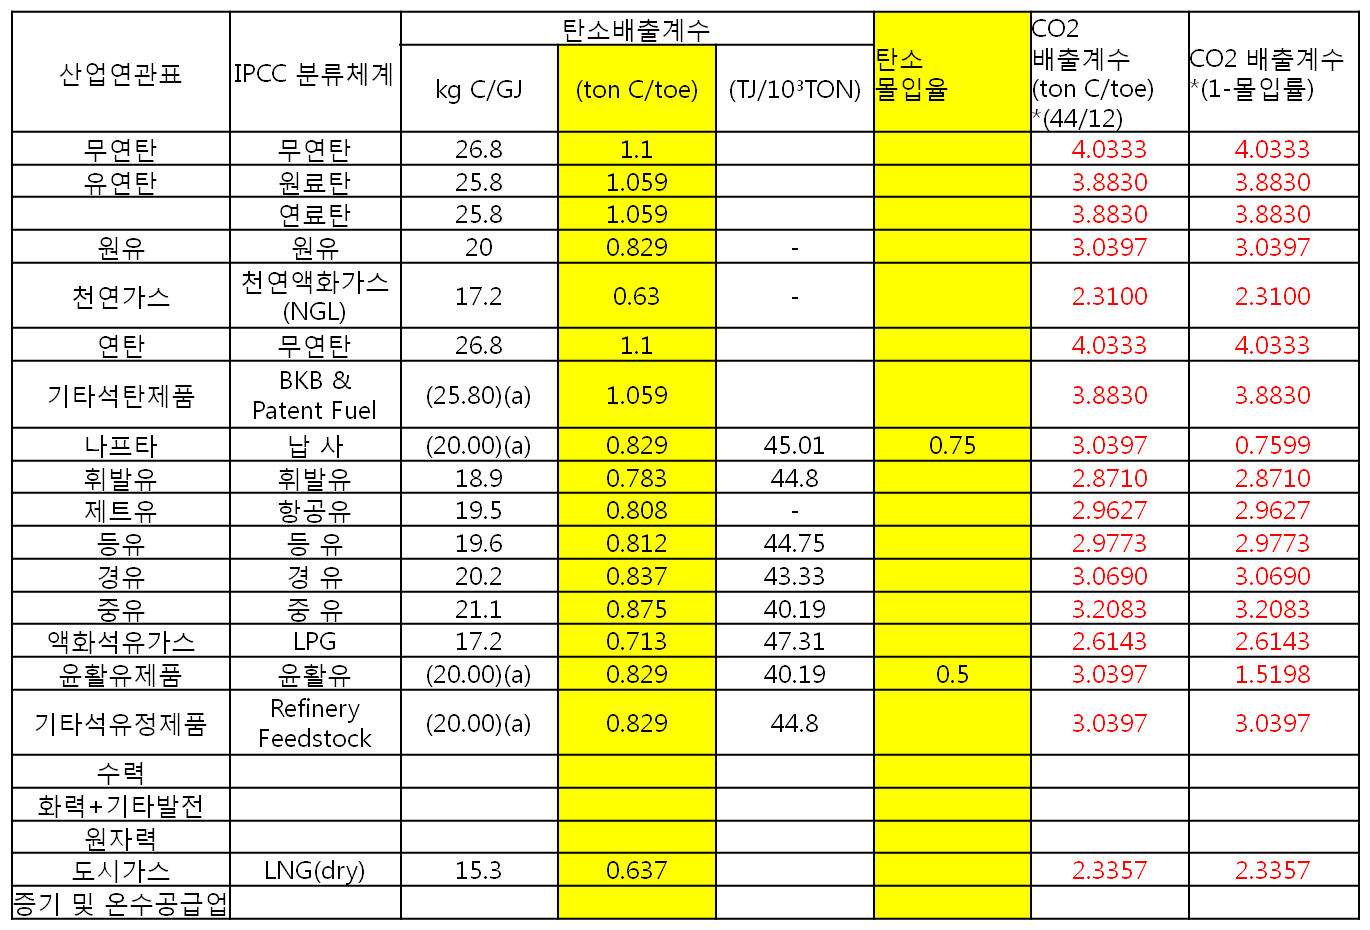 산업연관표 IPCC 분류체계 탄소배출계수 탄소 몰입율 CO2 배출계수 (ton C/toe) *(44/12) CO2 배출계수 *(1-몰입률)
kg C/GJ (ton C/toe) (TJ/10³TON)
무연탄 무연탄 26.8 1.1 4.0333 4.0333
유연탄 원료탄 25.8 1.059 3.8830 3.8830
연료탄 25.8 1.059 3.8830 3.8830
원유 원유 20 0.829 - 3.0397 3.0397
천연가스 천연액화가스 (NGL) 17.2 0.63 - 2.3100 2.3100
연탄 무연탄 26.8 1.1 4.0333 4.0333
기타석탄제품 BKB & Patent Fuel (25.80)(a) 1.059 3.8830 3.8830
나프타 납 사 (20.00)(a) 0.829 45.01 0.75 3.0397 0.7599
휘발유 휘발유 18.9 0.783 44.8 2.8710 2.8710
제트유 항공유 19.5 0.808 - 2.9627 2.9627
등유 등 유 19.6 0.812 44.75 2.9773 2.9773
경유 경 유 20.2 0.837 43.33 3.0690 3.0690
중유 중 유 21.1 0.875 40.19 3.2083 3.2083
액화석유가스 LPG 17.2 0.713 47.31 2.6143 2.6143
윤활유제품 윤활유 (20.00)(a) 0.829 40.19 0.5 3.0397 1.5198
기타석유정제품 Refinery Feedstock (20.00)(a) 0.829 44.8 3.0397 3.0397
수력
화력+기타발전
원자력
도시가스 LNG(dry) 15.3 0.637 2.3357 2.3357
증기 및 온수공급업